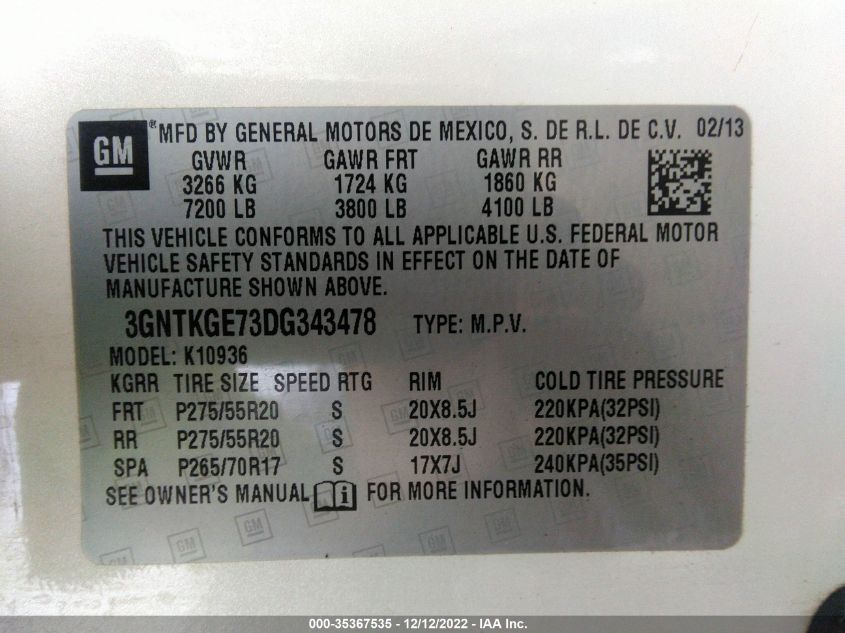 GM ® MFD BY GENERAL MOTORS DE MEXICO, S. DE R.L. DE C.V. 02/13
GVWR GAWR FRT GAWR RR
3266 KG 1724 KG 1860 KG
7200 LB 3800 LB 4100 LB
THIS VEHICLE CONFORMS TO ALL APPLICABLE U.S. FEDERAL MOTOR
VEHICLE SAFETY STANDARDS IN EFFECT ON THE DATE OF
MANUFACTURE SHOWN ABOVE.
3GNTKGE73DG343478 TYPE: M.P.V.
MODEL: K10936
KGRR TIRE SIZE SPEED RTG RIM COLD TIRE PRESSURE
FRT P275/55R20 S 20X8.5J 220KPA(32PSI)
RR P275/55R20 S 20X8.5J 220KPA(32PSI)
SPA P265/70R17 S 17X7J 240KPA(35PSI)
SEE OWNER'S MANUAL i FOR MORE INFORMATION.
000-35367535 - 12/12/2022 - IAA Inc.